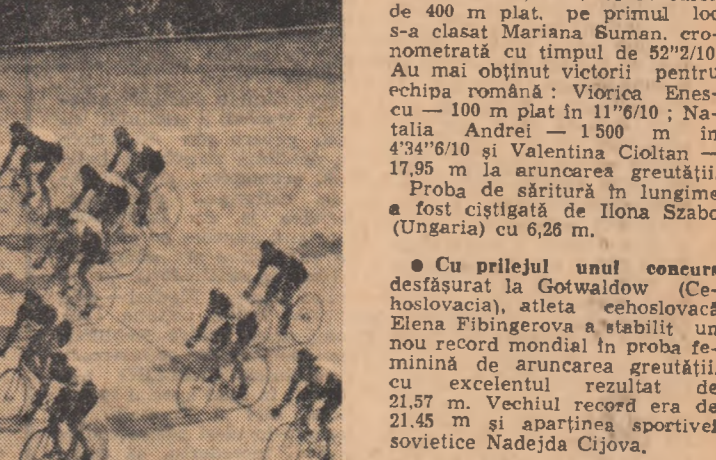 de 400 m plat. pe primul loc
s-a clasat Mariana Suman. cro-
nometrată cu timpul de 52"2/10
Au mai obținut victorii pentru
echipa română : Viorica Enes-
cu — 100 m plat în 11"6/10 ; Na-
talia Andrei — 1 500 m în
4'34"6/10 și Valentina Cioltan —
17,95 m la aruncarea greutății.
Proba de săritură în lungime
a fost cîștigată de Ilona Szabo
(Ungaria) cu 6,26 m.
● Cu prilejul unui concurs
desfășurat la Gotwaldow (Ce-
hoslovacia), atleta cehoslovacă
Elena Fibingerova a stabilit un
nou record mondial în proba fe-
minină de aruncarea greutății,
cu excelentul rezultat de
21,57 m. Vechiul record era de
21,45 m și aparținea sportivei
sovietice Nadejda Cijova.